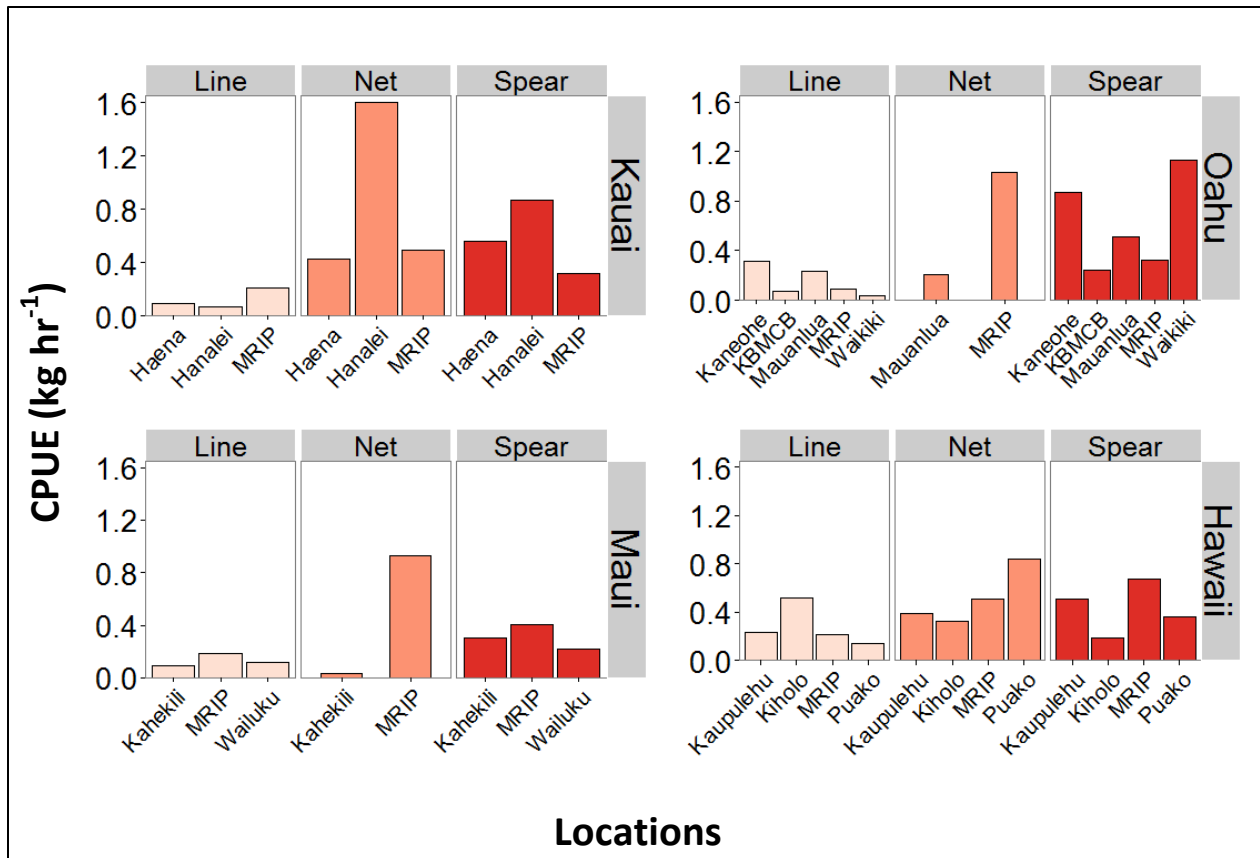 CPUE (kg hr-1)
Line Net Spear
Kauai
1.6
1.2
0.8
0.4
0.0
Haena Hanalei MRIP Haena Hanalei MRIP Haena Hanalei MRIP
Line Net Spear
Oahu
1.6
1.2
0.8
0.4
0.0
Kaneohe KBMCB Mauanlua MRIP Waikiki Mauanlua MRIP Kaneohe KBMCB Mauanlua MRIP Waikiki
Line Net Spear
Maui
1.6
1.2
0.8
0.4
0.0
Kahekili MRIP Wailuku Kahekili MRIP Kahekili MRIP Wailuku
Line Net Spear
Hawaii
1.6
1.2
0.8
0.4
0.0
Kaupulehu Kiholo MRIP Puako Kaupulehu Kiholo MRIP Puako Kaupulehu Kiholo MRIP Puako
Locations